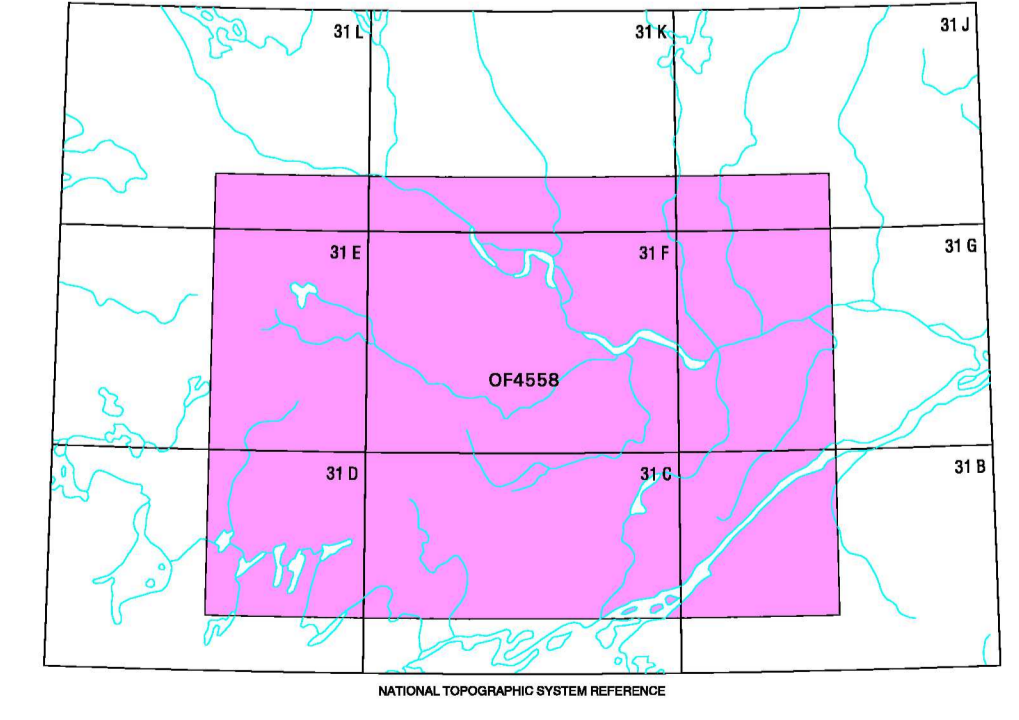 31 L
31 K
31 J
31 E
31 F
31 G
OF4558
31 D
31 C
31 B
NATIONAL TOPOGRAPHIC SYSTEM REFERENCE